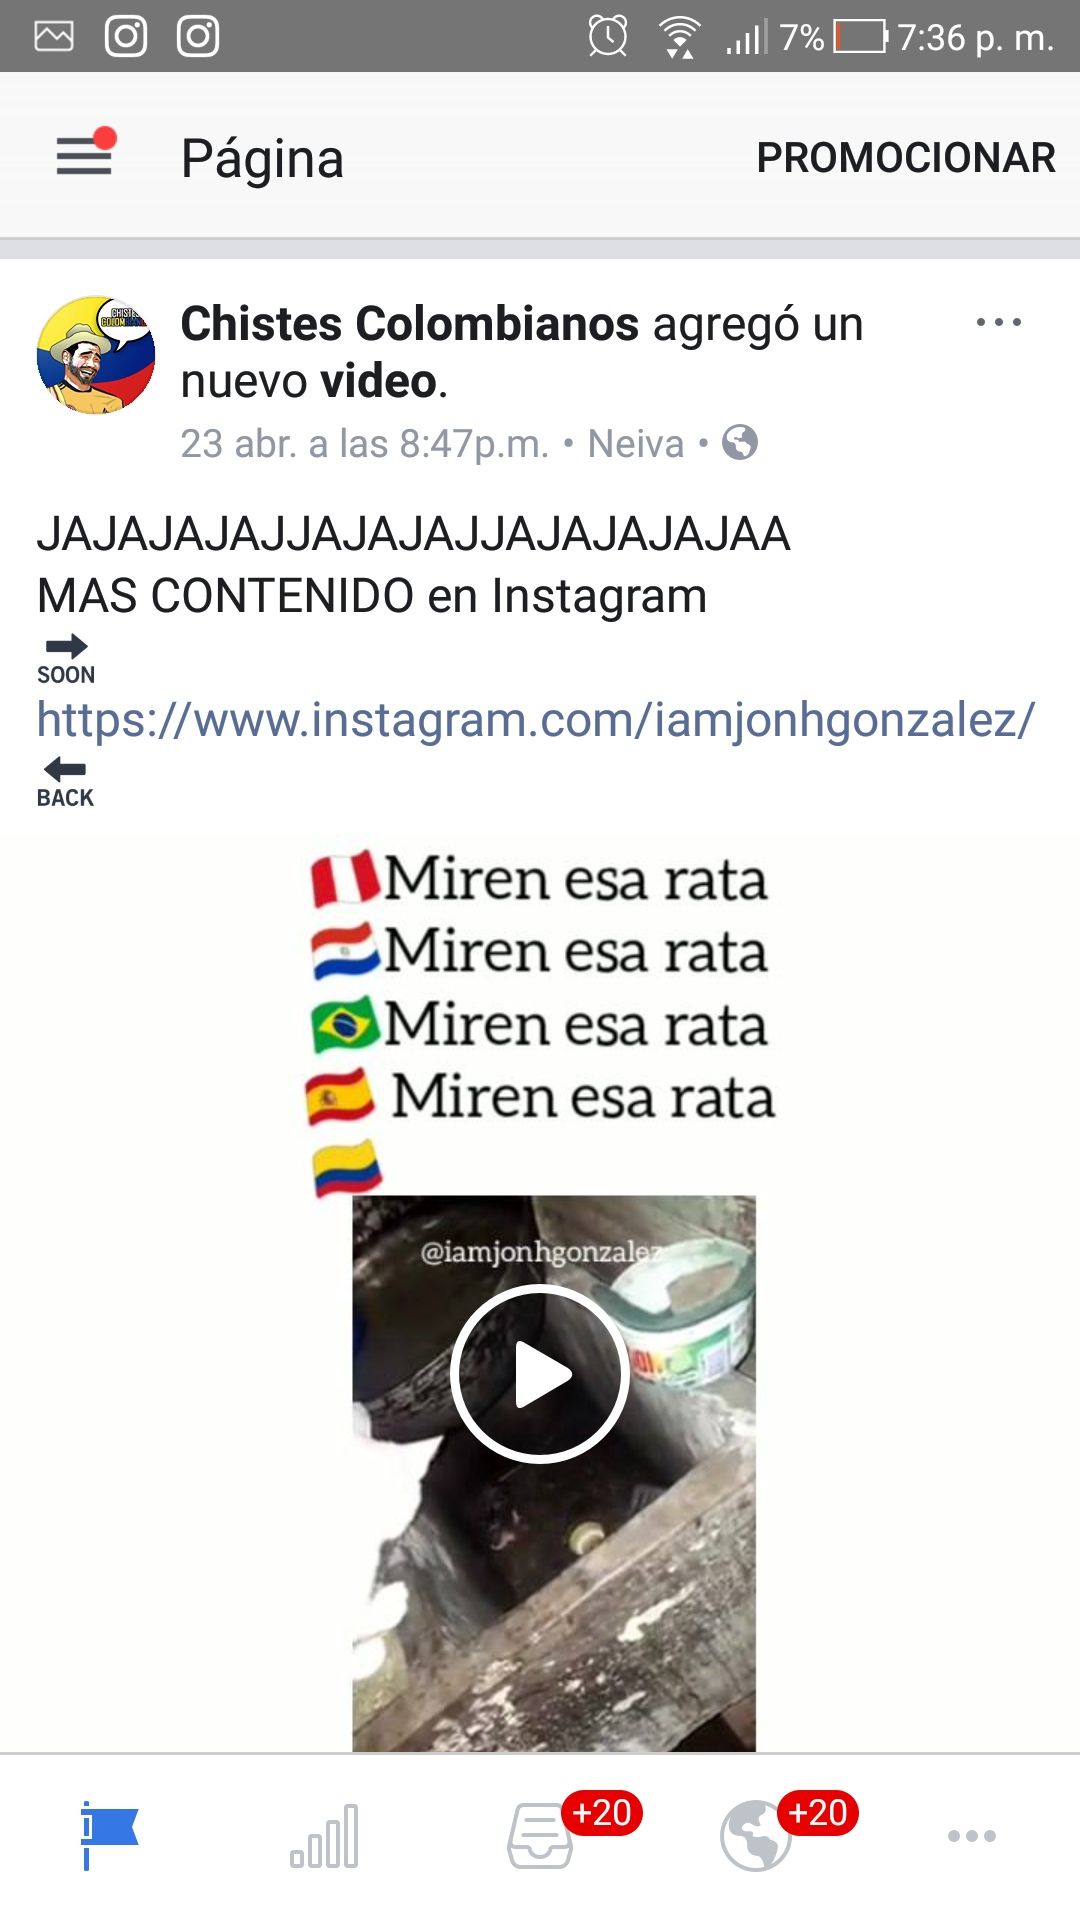 7% 7:36 p. m.
Página PROMOCIONAR
CHISTES
Chistes Colombianos agregó un
nuevo video.
23 abr. a las 8:47p.m. • Neiva •
JAJAJAJAJJAJAJAJJAJAJAJAJAA
MAS CONTENIDO en Instagram
SOON
https://www.instagram.com/iamjonhgonzalez/
BACK
Miren esa rata
Miren esa rata
Miren esa rata
Miren esa rata
@iamjonhgonzalez
+20 +20